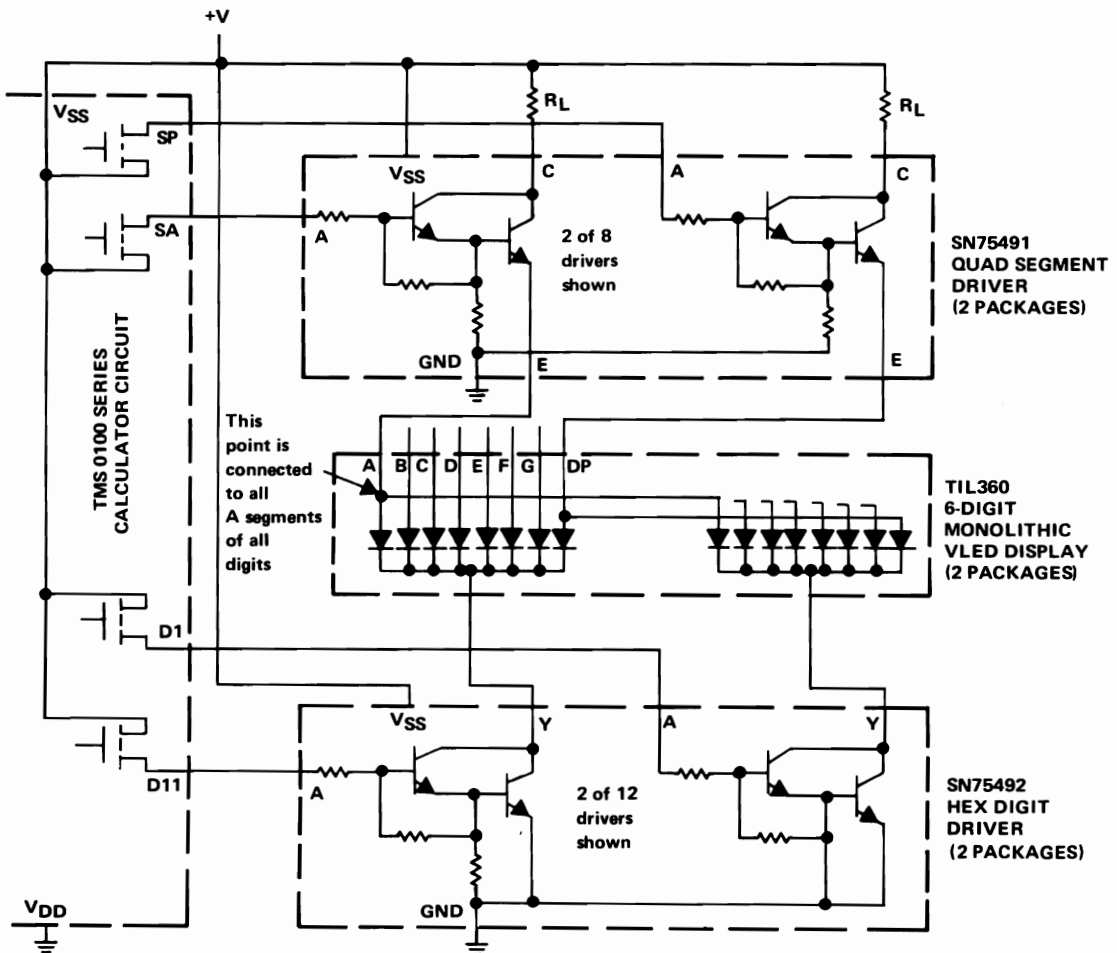 +V
VSS
SP
SA
RL
RL
VSS
C
A
C
A
2 of 8
drivers
shown
GND
E
E
SN75491
QUAD SEGMENT
DRIVER
(2 PACKAGES)
TMS 0100 SERIES
CALCULATOR CIRCUIT
This
point is
connected
to all
A segments
of all
digits
A B C D E F G DP
TIL360
6-DIGIT
MONOLITHIC
VLED DISPLAY
(2 PACKAGES)
D1
D11
VSS
Y
A
Y
A
2 of 12
drivers
shown
GND
SN75492
HEX DIGIT
DRIVER
(2 PACKAGES)
VDD